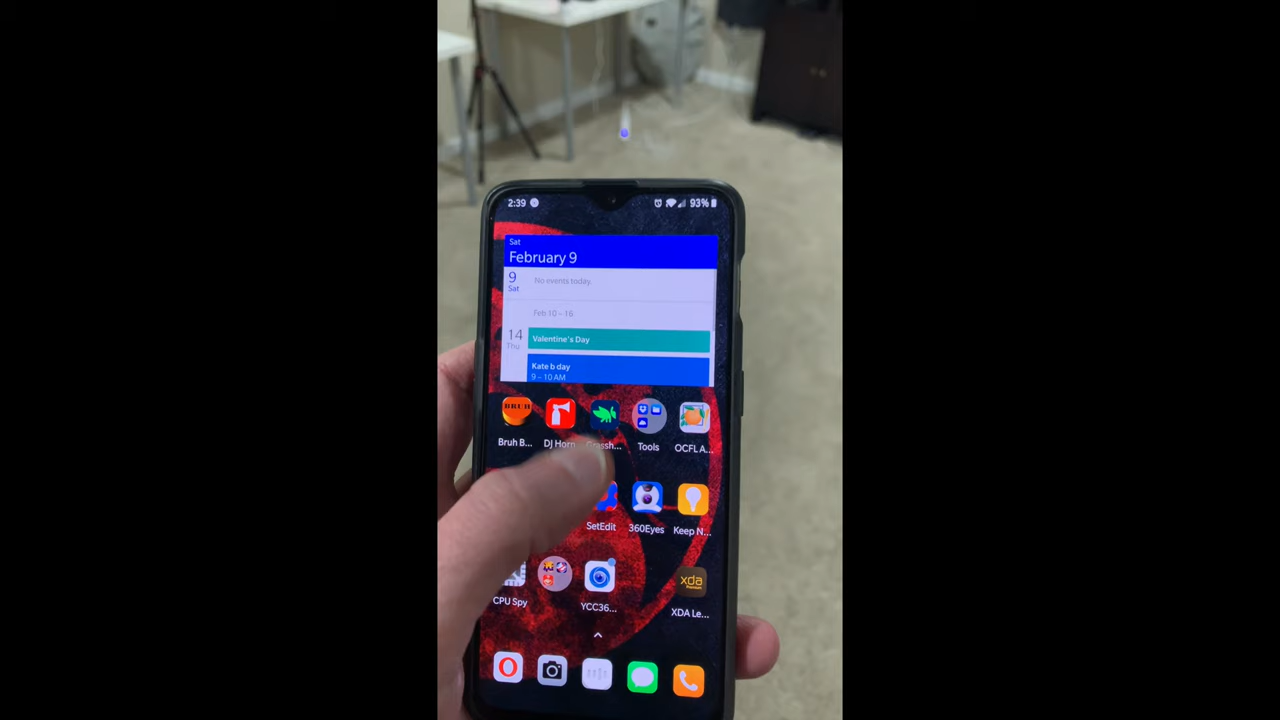 2:39
93%
Sat
February 9
9
Sat
No events today.
Feb 10 – 16
14
Thu
Valentine's Day
Kate b day
9 – 10 AM
BRUH
Bruh B...
DJ Horn
Tools
OCFL A...
SetEdit
360Eyes
Keep N...
CPU Spy
YCC36...
xda
XDA Le...